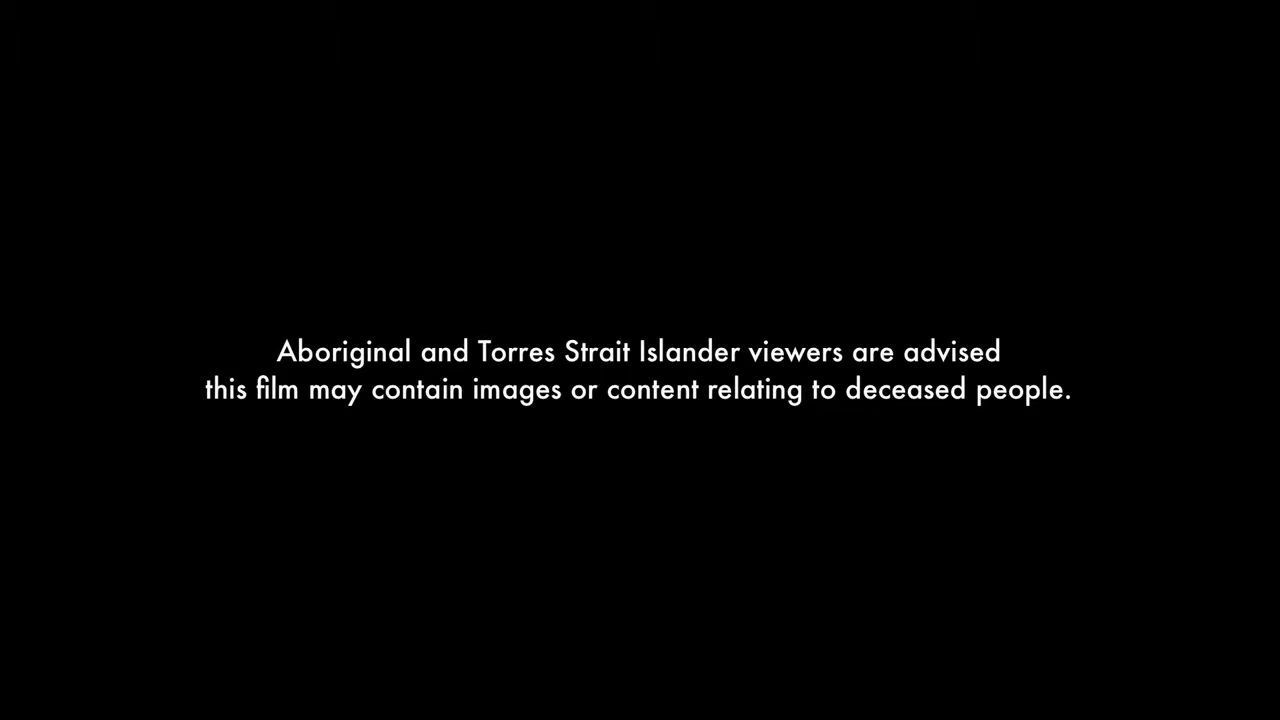 Aboriginal and Torres Strait Islander viewers are advised
this film may contain images or content relating to deceased people.